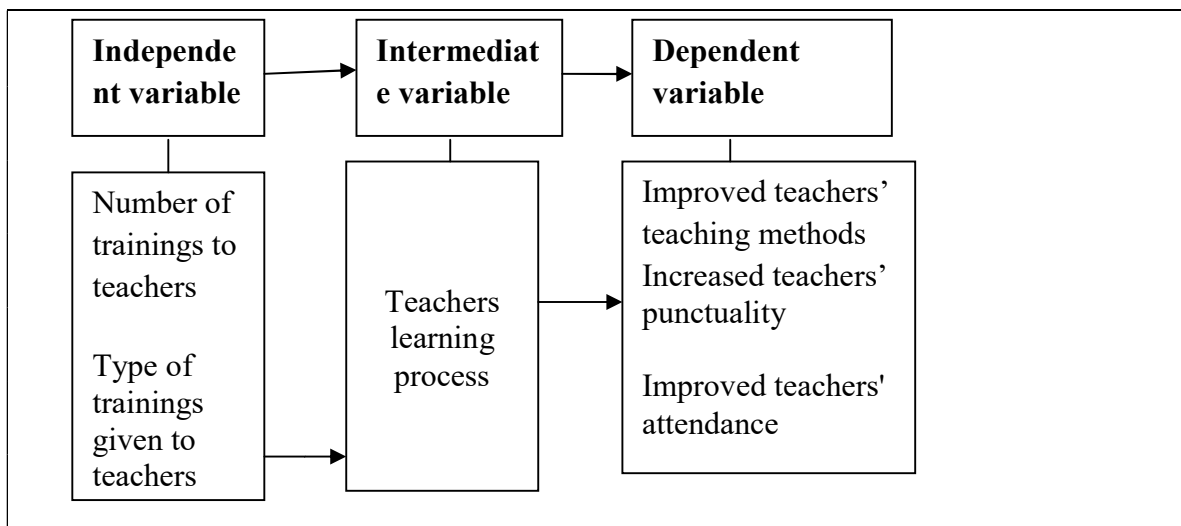 Independe
nt variable
Intermediat
e variable
Dependent
variable
Number of
trainings to
teachers
Type of
trainings
given to
teachers
Teachers
learning
process
Improved teachers’
teaching methods
Increased teachers’
punctuality
Improved teachers'
attendance